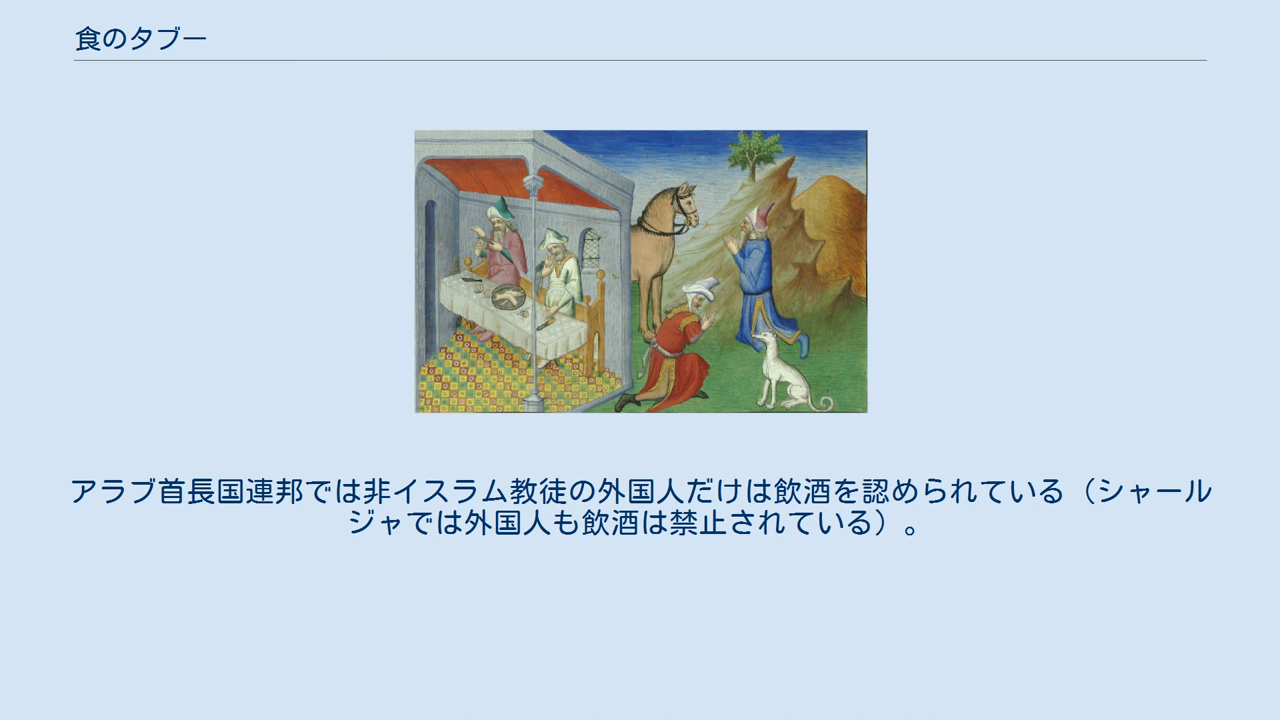 食のタブー
アラブ首長国連邦では非イスラム教徒の外国人だけは飲酒を認められている（シャール
ジャでは外国人も飲酒は禁止されている）。